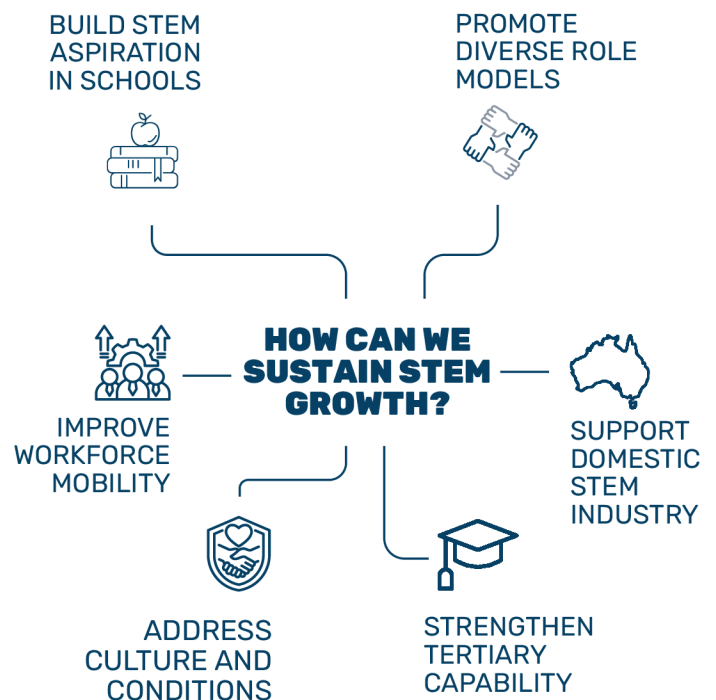 BUILD STEM
ASPIRATION
IN SCHOOLS
PROMOTE
DIVERSE ROLE
MODELS
HOW CAN WE
SUSTAIN STEM
GROWTH?
IMPROVE
WORKFORCE
MOBILITY
SUPPORT
DOMESTIC
STEM
INDUSTRY
ADDRESS
CULTURE AND
CONDITIONS
STRENGTHEN
TERTIARY
CAPABILITY